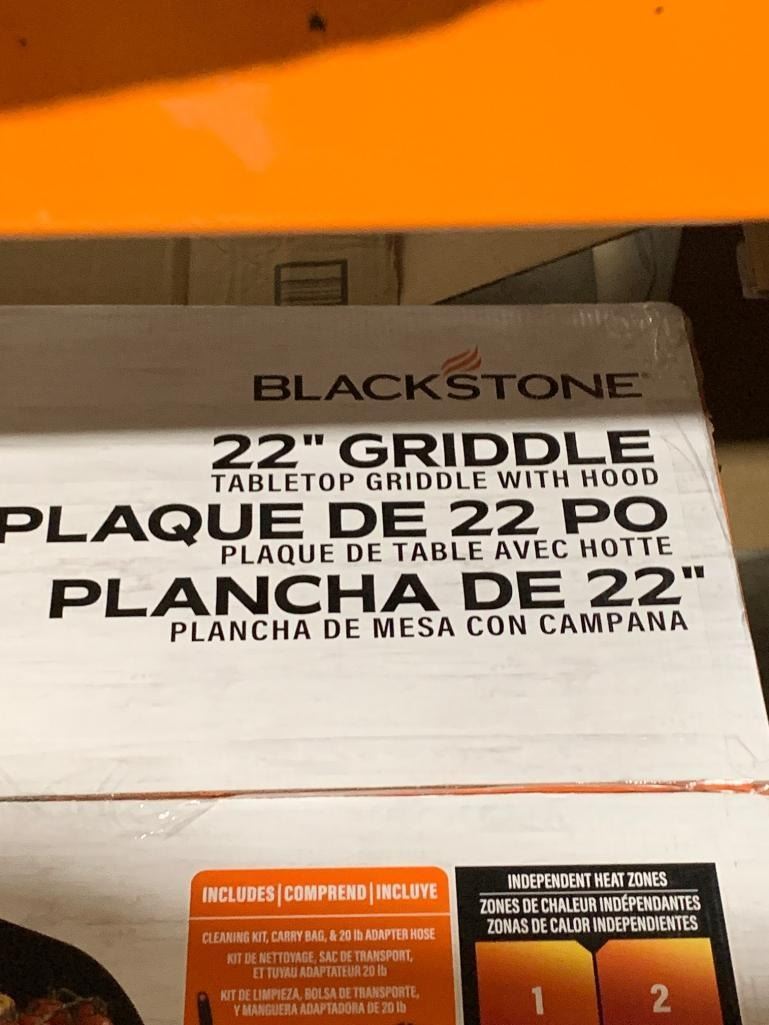 BLACKSTONE
22" GRIDDLE
TABLETOP GRIDDLE WITH HOOD
PLAQUE DE 22 PO
PLAQUE DE TABLE AVEC HOTTE
PLANCHA DE 22"
PLANCHA DE MESA CON CAMPANA
INCLUDES | COMPREND | INCLUYE
CLEANING KIT, CARRY BAG, & 20 lb ADAPTER HOSE
KIT DE NETTOYAGE, SAC DE TRANSPORT,
ET TUYAU ADAPTATEUR 20 lb
KIT DE LIMPIEZA, BOLSA DE TRANSPORTE,
Y MANGUERA ADAPTADORA DE 20 lb
INDEPENDENT HEAT ZONES
ZONES DE CHALEUR INDÉPENDANTES
ZONAS DE CALOR INDEPENDIENTES
1 2